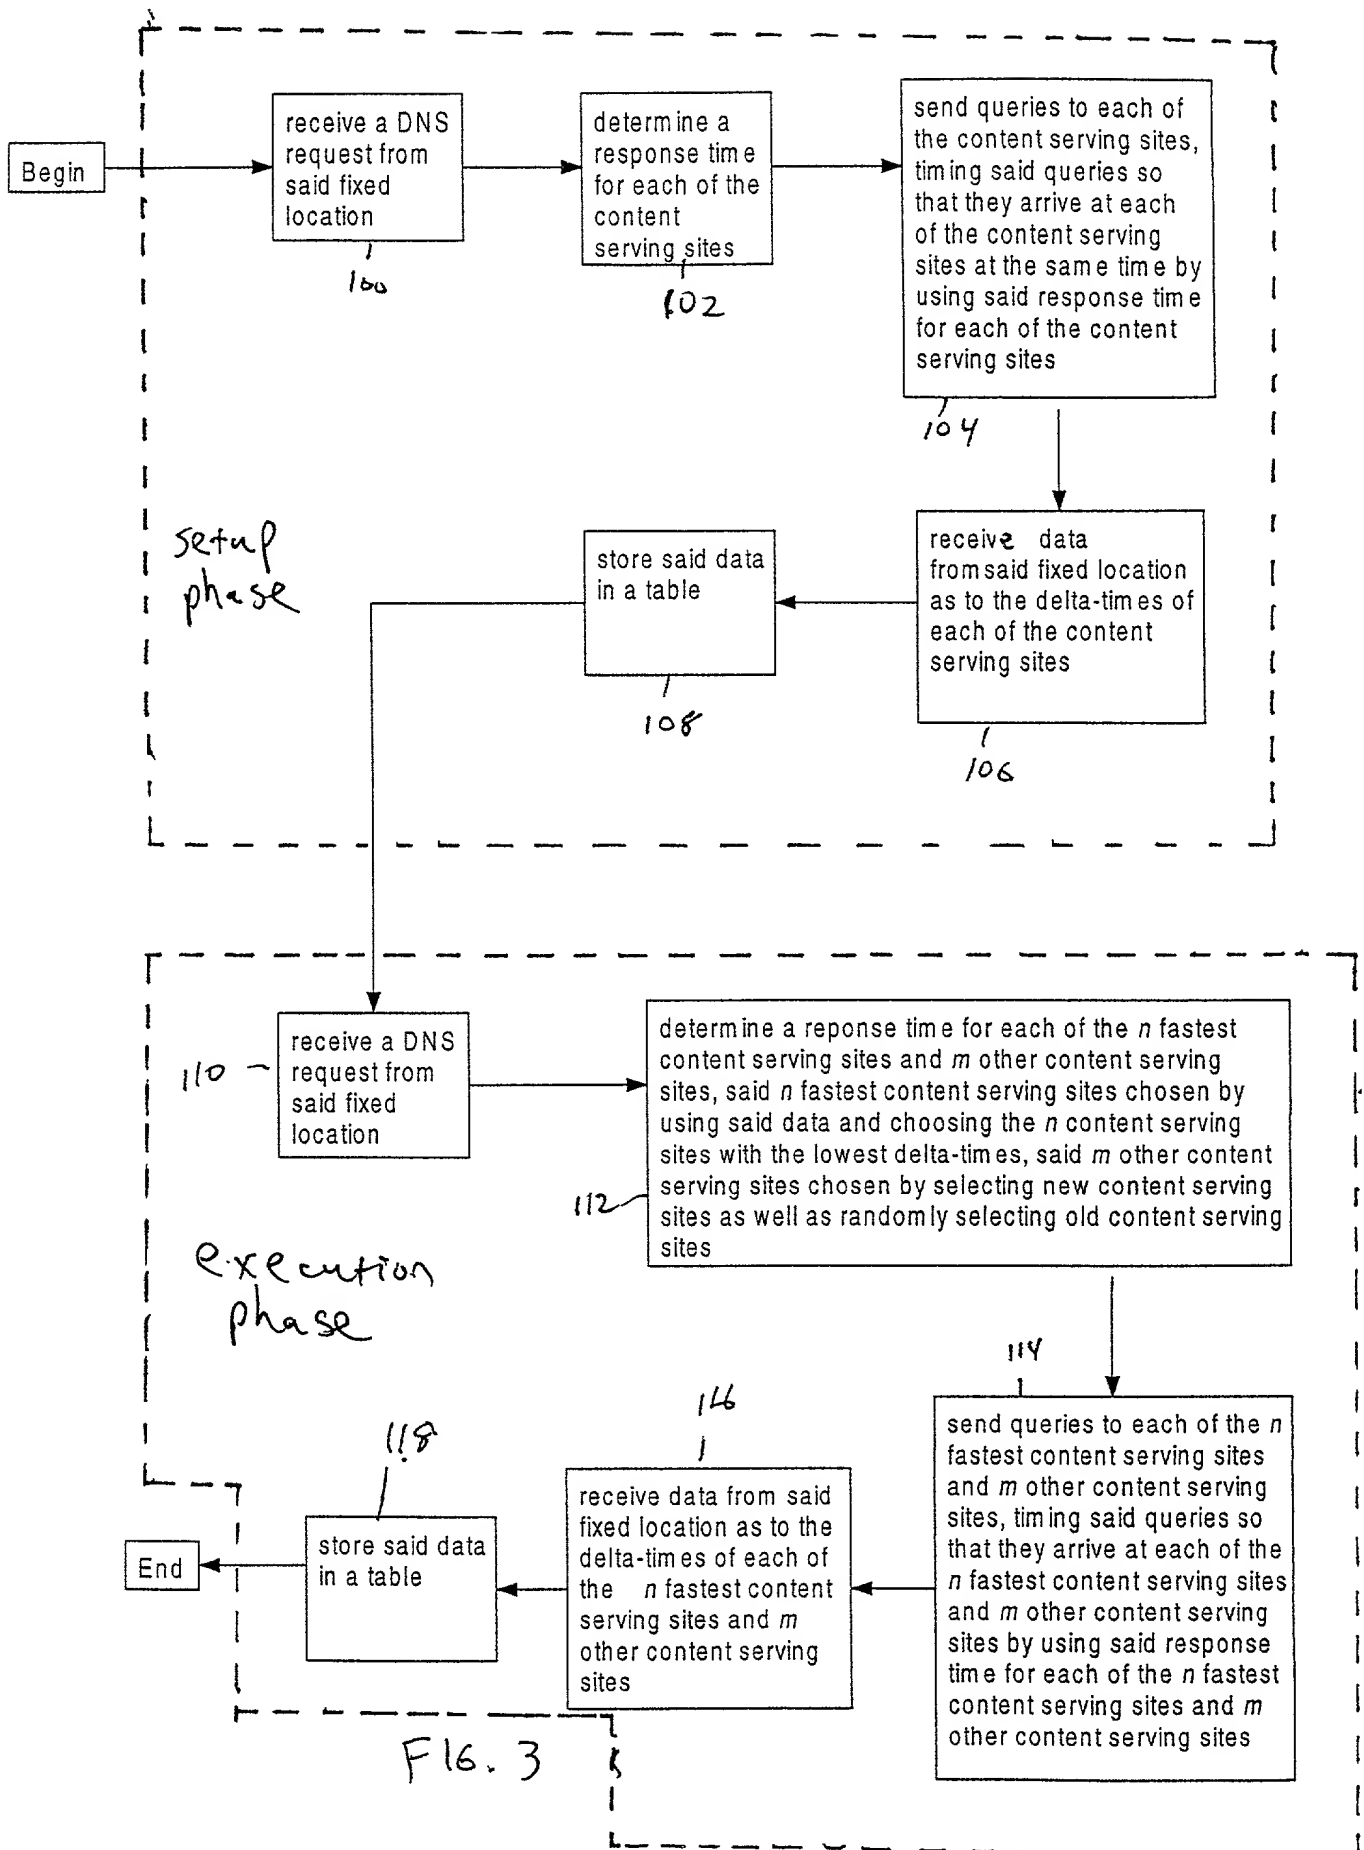 Begin
receive a DNS
request from
said fixed
location
100
determine a
response time
for each of the
content
serving sites
102
send queries to each of
the content serving sites,
timing said queries so
that they arrive at each
of the content serving
sites at the same time by
using said response time
for each of the content
serving sites
104
setup
phase
store said data
in a table
108
receive data
from said fixed location
as to the delta-times of
each of the content
serving sites
106
110
receive a DNS
request from
said fixed
location
determine a reponse time for each of the n fastest
content serving sites and m other content serving
sites, said n fastest content serving sites chosen by
using said data and choosing the n content serving
sites with the lowest delta-times, said m other content
serving sites chosen by selecting new content serving
sites as well as randomly selecting old content serving
sites
112
execution
phase
114
send queries to each of the n
fastest content serving sites
and m other content serving
sites, timing said queries so
that they arrive at each of the
n fastest content serving sites
and m other content serving
sites by using said response
time for each of the n fastest
content serving sites and m
other content serving sites
116
receive data from said
fixed location as to the
delta-times of each of
the n fastest content
serving sites and m
other content serving
sites
118
store said data
in a table
End
FIG. 3